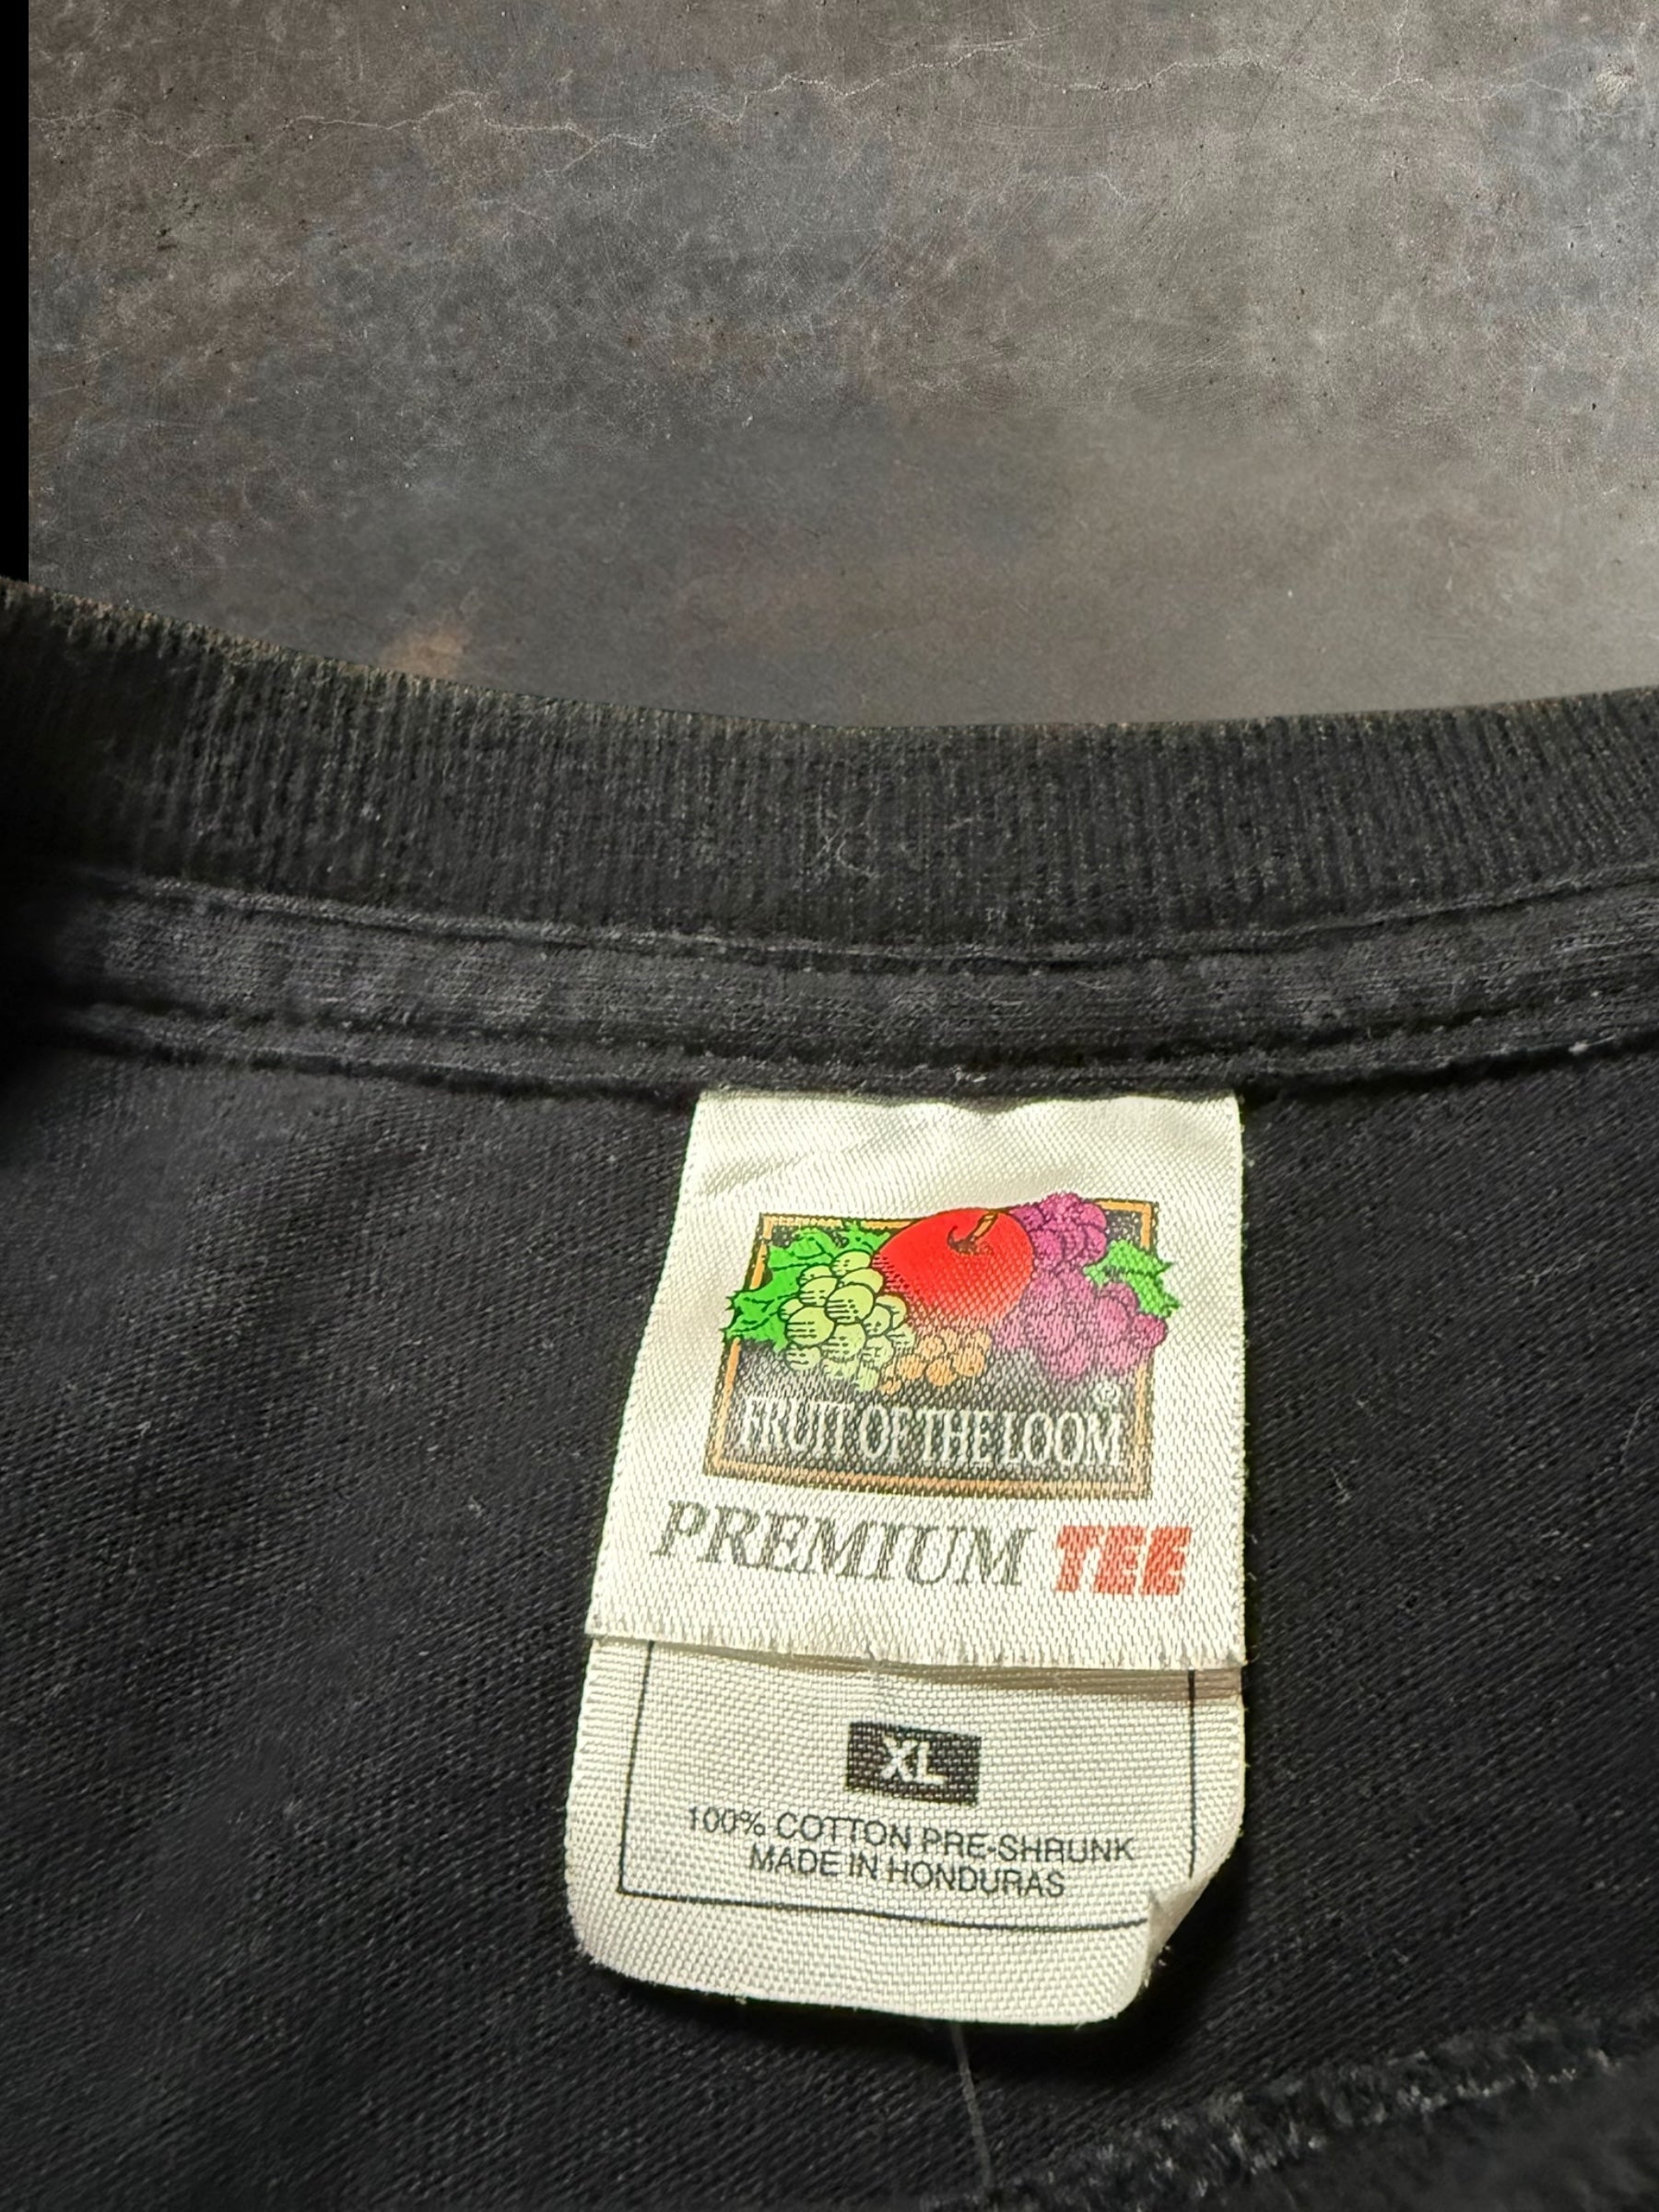 ®
FRUIT OF THE LOOM
PREMIUM TEE
XL
100% COTTON PRE-SHRUNK
MADE IN HONDURAS